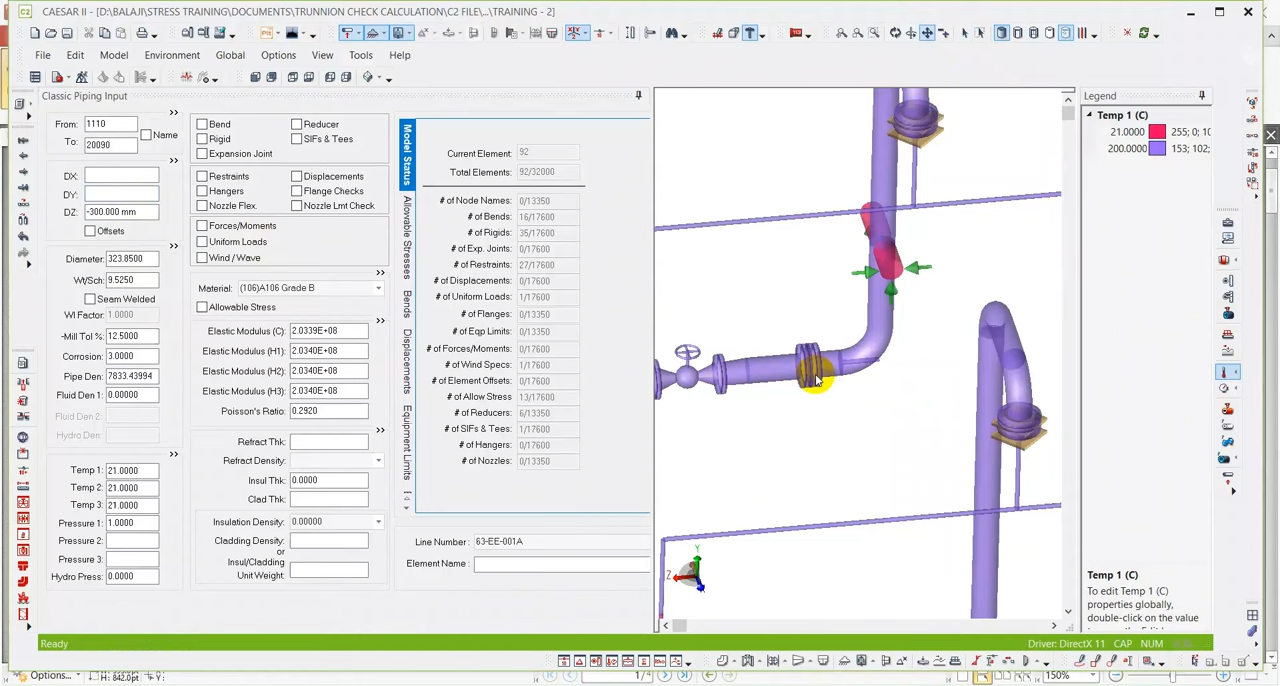 CAESAR II - [D:\BALAJI\STRESS TRAINING\DOCUMENTS\TRUNNION CHECK CALCULATION\C2 FILE\...\TRAINING - 2]
File Edit Model Environment Global Options View Tools Help
Classic Piping Input
From: 1110
Name
To: 20090
DX:
DY:
DZ: -300.000 mm
Offsets
Diameter: 323.8500
Wt/Sch: 9.5250
Seam Welded
WI Factor: 1.0000
-Mill Tol %: 12.5000
Corrosion: 3.0000
Pipe Den: 7833.43994
Fluid Den 1: 0.00000
Fluid Den 2:
Hydro Den:
Temp 1: 21.0000
Temp 2: 21.0000
Temp 3: 21.0000
Pressure 1: 1.0000
Pressure 2:
Pressure 3:
Hydro Press: 0.0000
Bend Reducer
Rigid SIFs & Tees
Expansion Joint
Restraints Displacements
Hangers Flange Checks
Nozzle Flex. Nozzle Lmt Check
Forces/Moments
Uniform Loads
Wind / Wave
Material: (106)A106 Grade B
Allowable Stress
Elastic Modulus (C): 2.0339E+08
Elastic Modulus (H1): 2.0340E+08
Elastic Modulus (H2): 2.0340E+08
Elastic Modulus (H3): 2.0340E+08
Poisson's Ratio: 0.2920
Refract Thk:
Refract Density:
Insul Thk: 0.0000
Clad Thk:
Insulation Density: 0.00000
Cladding Density:
or
Insul/Cladding
Unit Weight:
Model Status
Allowable Stresses
Bends
Displacements
Equipment Limits
Current Element: 92
Total Elements: 92/32000
# of Node Names: 0/13350
# of Bends: 16/17600
# of Rigids: 35/17600
# of Exp. Joints: 0/17600
# of Restraints: 27/17600
# of Displacements: 0/17600
# of Uniform Loads: 1/17600
# of Flanges: 0/13350
# of Eqp Limits: 0/13350
# of Forces/Moments: 0/17600
# of Wind Specs: 1/17600
# of Element Offsets: 0/17600
# of Allow Stress 13/17600
# of Reducers: 6/13350
# of SIFs & Tees: 1/17600
# of Hangers: 0/17600
# of Nozzles: 0/13350
Line Number: 63-EE-001A
Element Name:
Y
Z
Legend
Temp 1 (C)
21.0000 255; 0; 10
200.0000 153; 102;
Temp 1 (C)
To edit Temp 1 (C)
properties globally,
double-click on the value
Ready
Driver: DirectX 11 CAP NUM
Options...
H: 842.0pt
1/4
150%